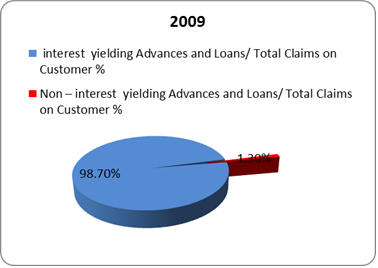 2009
interest yielding Advances and Loans/ Total Claims on
Customer %
Non – interest yielding Advances and Loans/ Total Claims
on Customer %
98.70%
1.30%